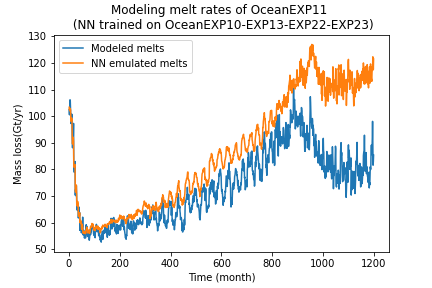 Modeling melt rates of OceanEXP11
(NN trained on OceanEXP10-EXP13-EXP22-EXP23)
130
120
110
100
90
80
70
60
50
Mass loss(Gt/yr)
Modeled melts
NN emulated melts
0
200
400
600
800
1000
1200
Time (month)